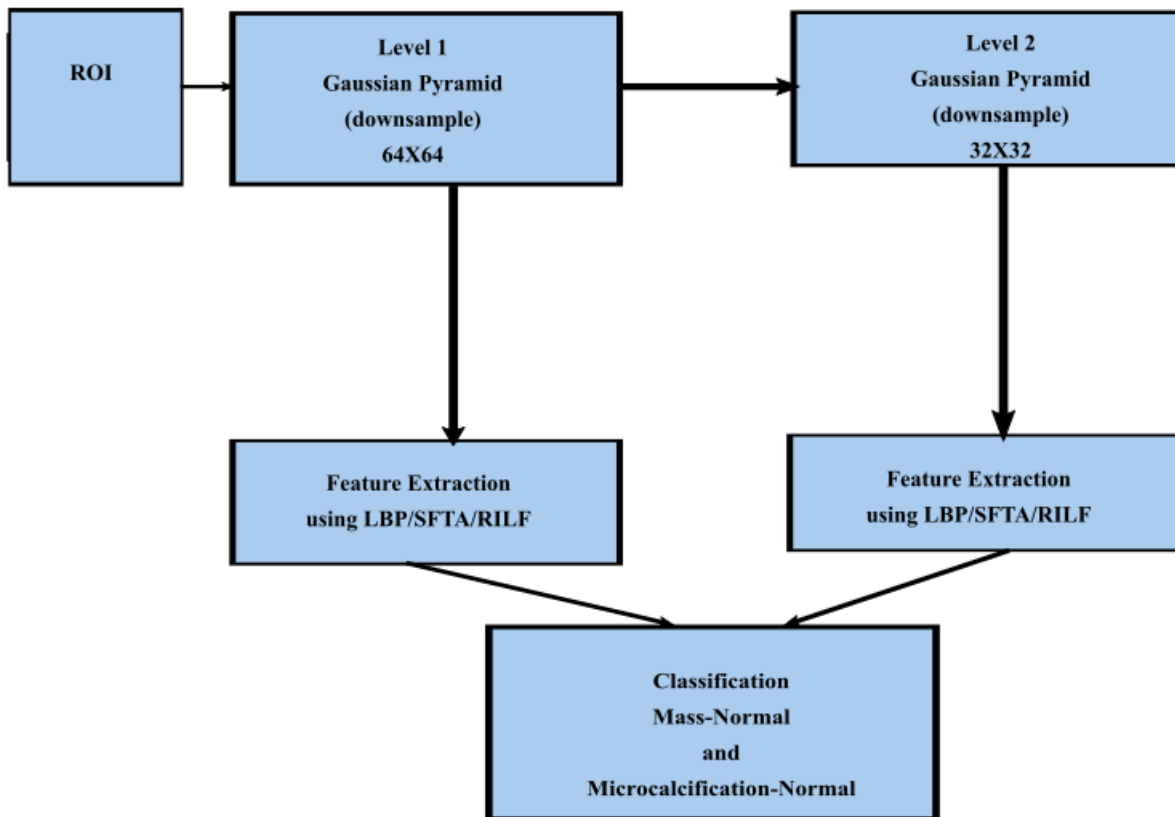 ROI
Level 1
Gaussian Pyramid
(downsample)
64X64
Level 2
Gaussian Pyramid
(downsample)
32X32
Feature Extraction
using LBP/SFTA/RILF
Feature Extraction
using LBP/SFTA/RILF
Classification
Mass-Normal
and
Microcalcification-Normal